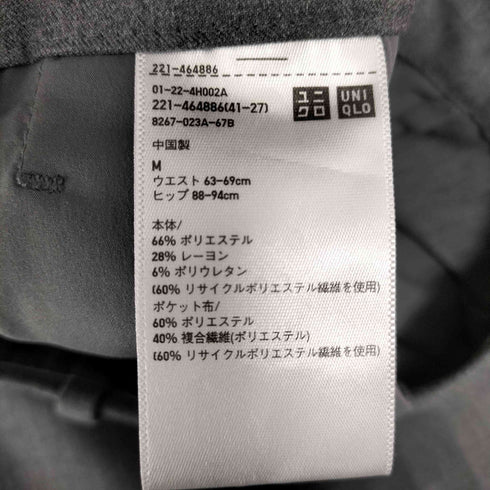 221-464886
01-22-4H002A
221-464886(41-27)
8267-023A-67B
ユニ
クロ
UNI
QLO
中国製
M
ウエスト 63-69cm
ヒップ 88-94cm
本体/
66% ポリエステル
28% レーヨン
6% ポリウレタン
(60% リサイクルポリエステル繊維を使用)
ポケット布/
60% ポリエステル
40% 複合繊維(ポリエステル)
(60% リサイクルポリエステル繊維を使用)